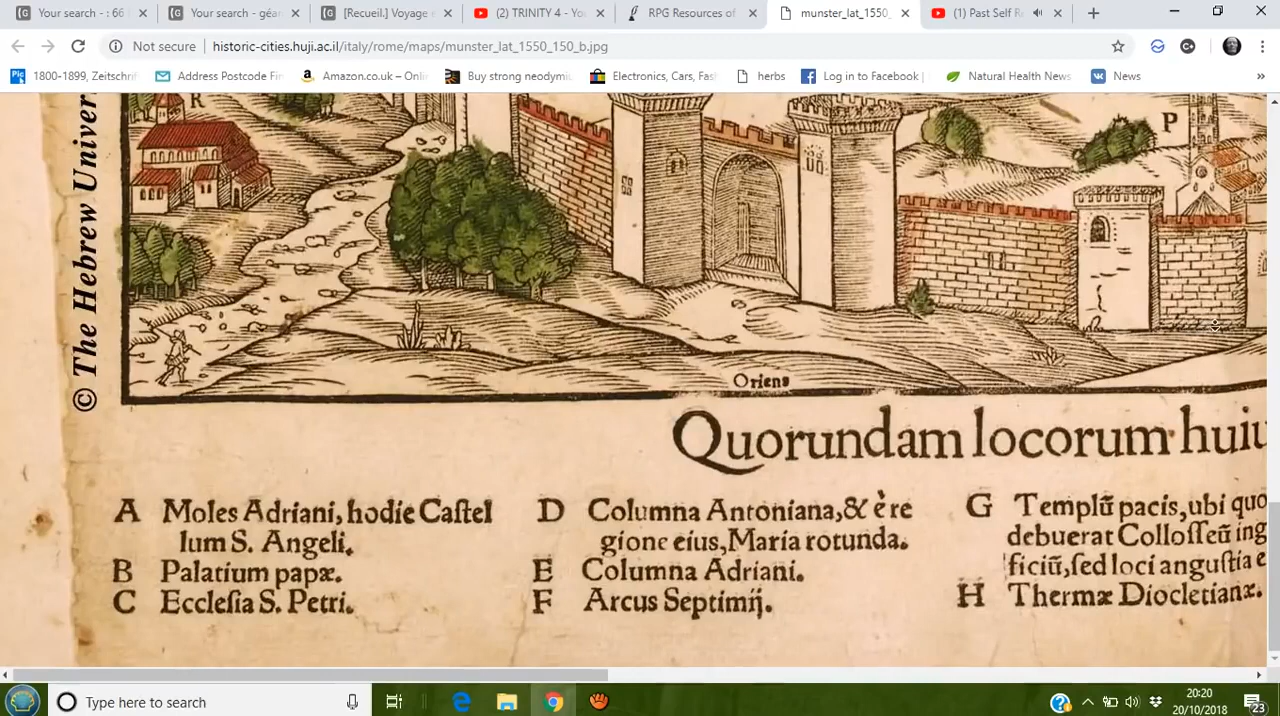 Your search - : 66
Your search - géa
[Recueil.] Voyage
(2) TRINITY 4 - Yo
RPG Resources of
munster_lat_1550_
(1) Past Self R
Not secure
historic-cities.huji.ac.il/italy/rome/maps/munster_lat_1550_150_b.jpg
1800-1899, Zeitschri
Address Postcode Fi
Amazon.co.uk – Onli
Buy strong neodymiu
Electronics, Cars, Fas
herbs
Log in to Facebook
Natural Health News
News
»
© The Hebrew Univer
R
P
Oriens
Quorundam locorum huiu
A Moles Adriani, hodie Caſtel
lum S. Angeli.
B Palatium papæ.
C Eccleſia S. Petri.
D Columna Antoniana, & è re
gione eius, Maria rotunda.
E Columna Adriani.
F Arcus Septimij.
G Templũ pacis, ubi quo
debuerat Colloſſeũ ing
ficiũ, ſed loci anguſtia e
H Thermæ Diocletianæ.
Type here to search
20:20
20/10/2018
23